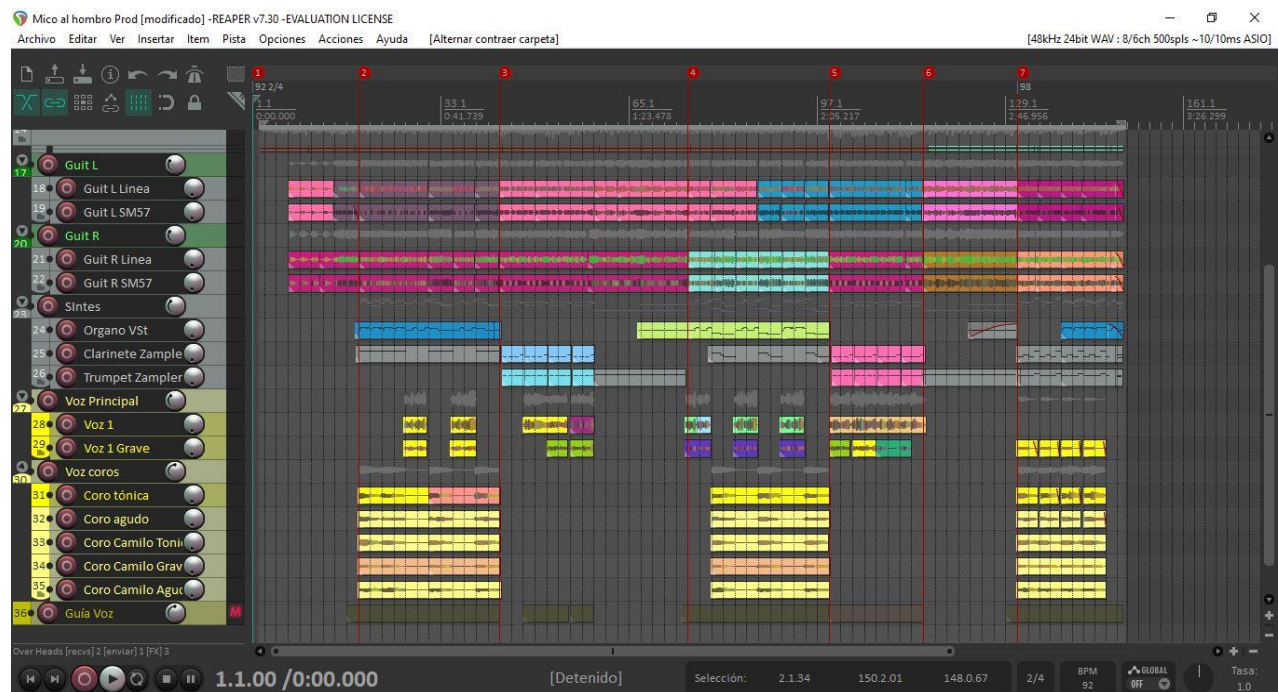 Mico al hombro Prod [modificado] -REAPER v7.30 -EVALUATION LICENSE
Archivo Editar Ver Insertar Item Pista Opciones Acciones Ayuda [Alternar contraer carpeta] [48kHz 24bit WAV : 8/6ch 500spls ~10/10ms ASIO]
1 2 3 4 5 6 7
92 2/4 98
1.1 33.1 65.1 97.1 129.1 161.1
0:00.000 0:41.739 1:23.478 2:05.217 2:46.956 3:26.299
17 Guit L
18 Guit L Linea
19 Guit L SM57
20 Guit R
21 Guit R Linea
22 Guit R SM57
23 SIntes
24 Organo VSt
25 Clarinete Zample
26 Trumpet Zampler
27 Voz Principal
28 Voz 1
29 Voz 1 Grave
30 Voz coros
31 Coro tónica
32 Coro agudo
33 Coro Camilo Toni
34 Coro Camilo Grav
35 Coro Camilo Aguc
36 Guía Voz M
Over Heads [recvs] 2 [enviar] 1 [FX] 3
1.1.00 /0:00.000 [Detenido] Selección: 2.1.34 150.2.01 148.0.67 2/4 BPM 92 GLOBAL OFF Tasa: 1.0